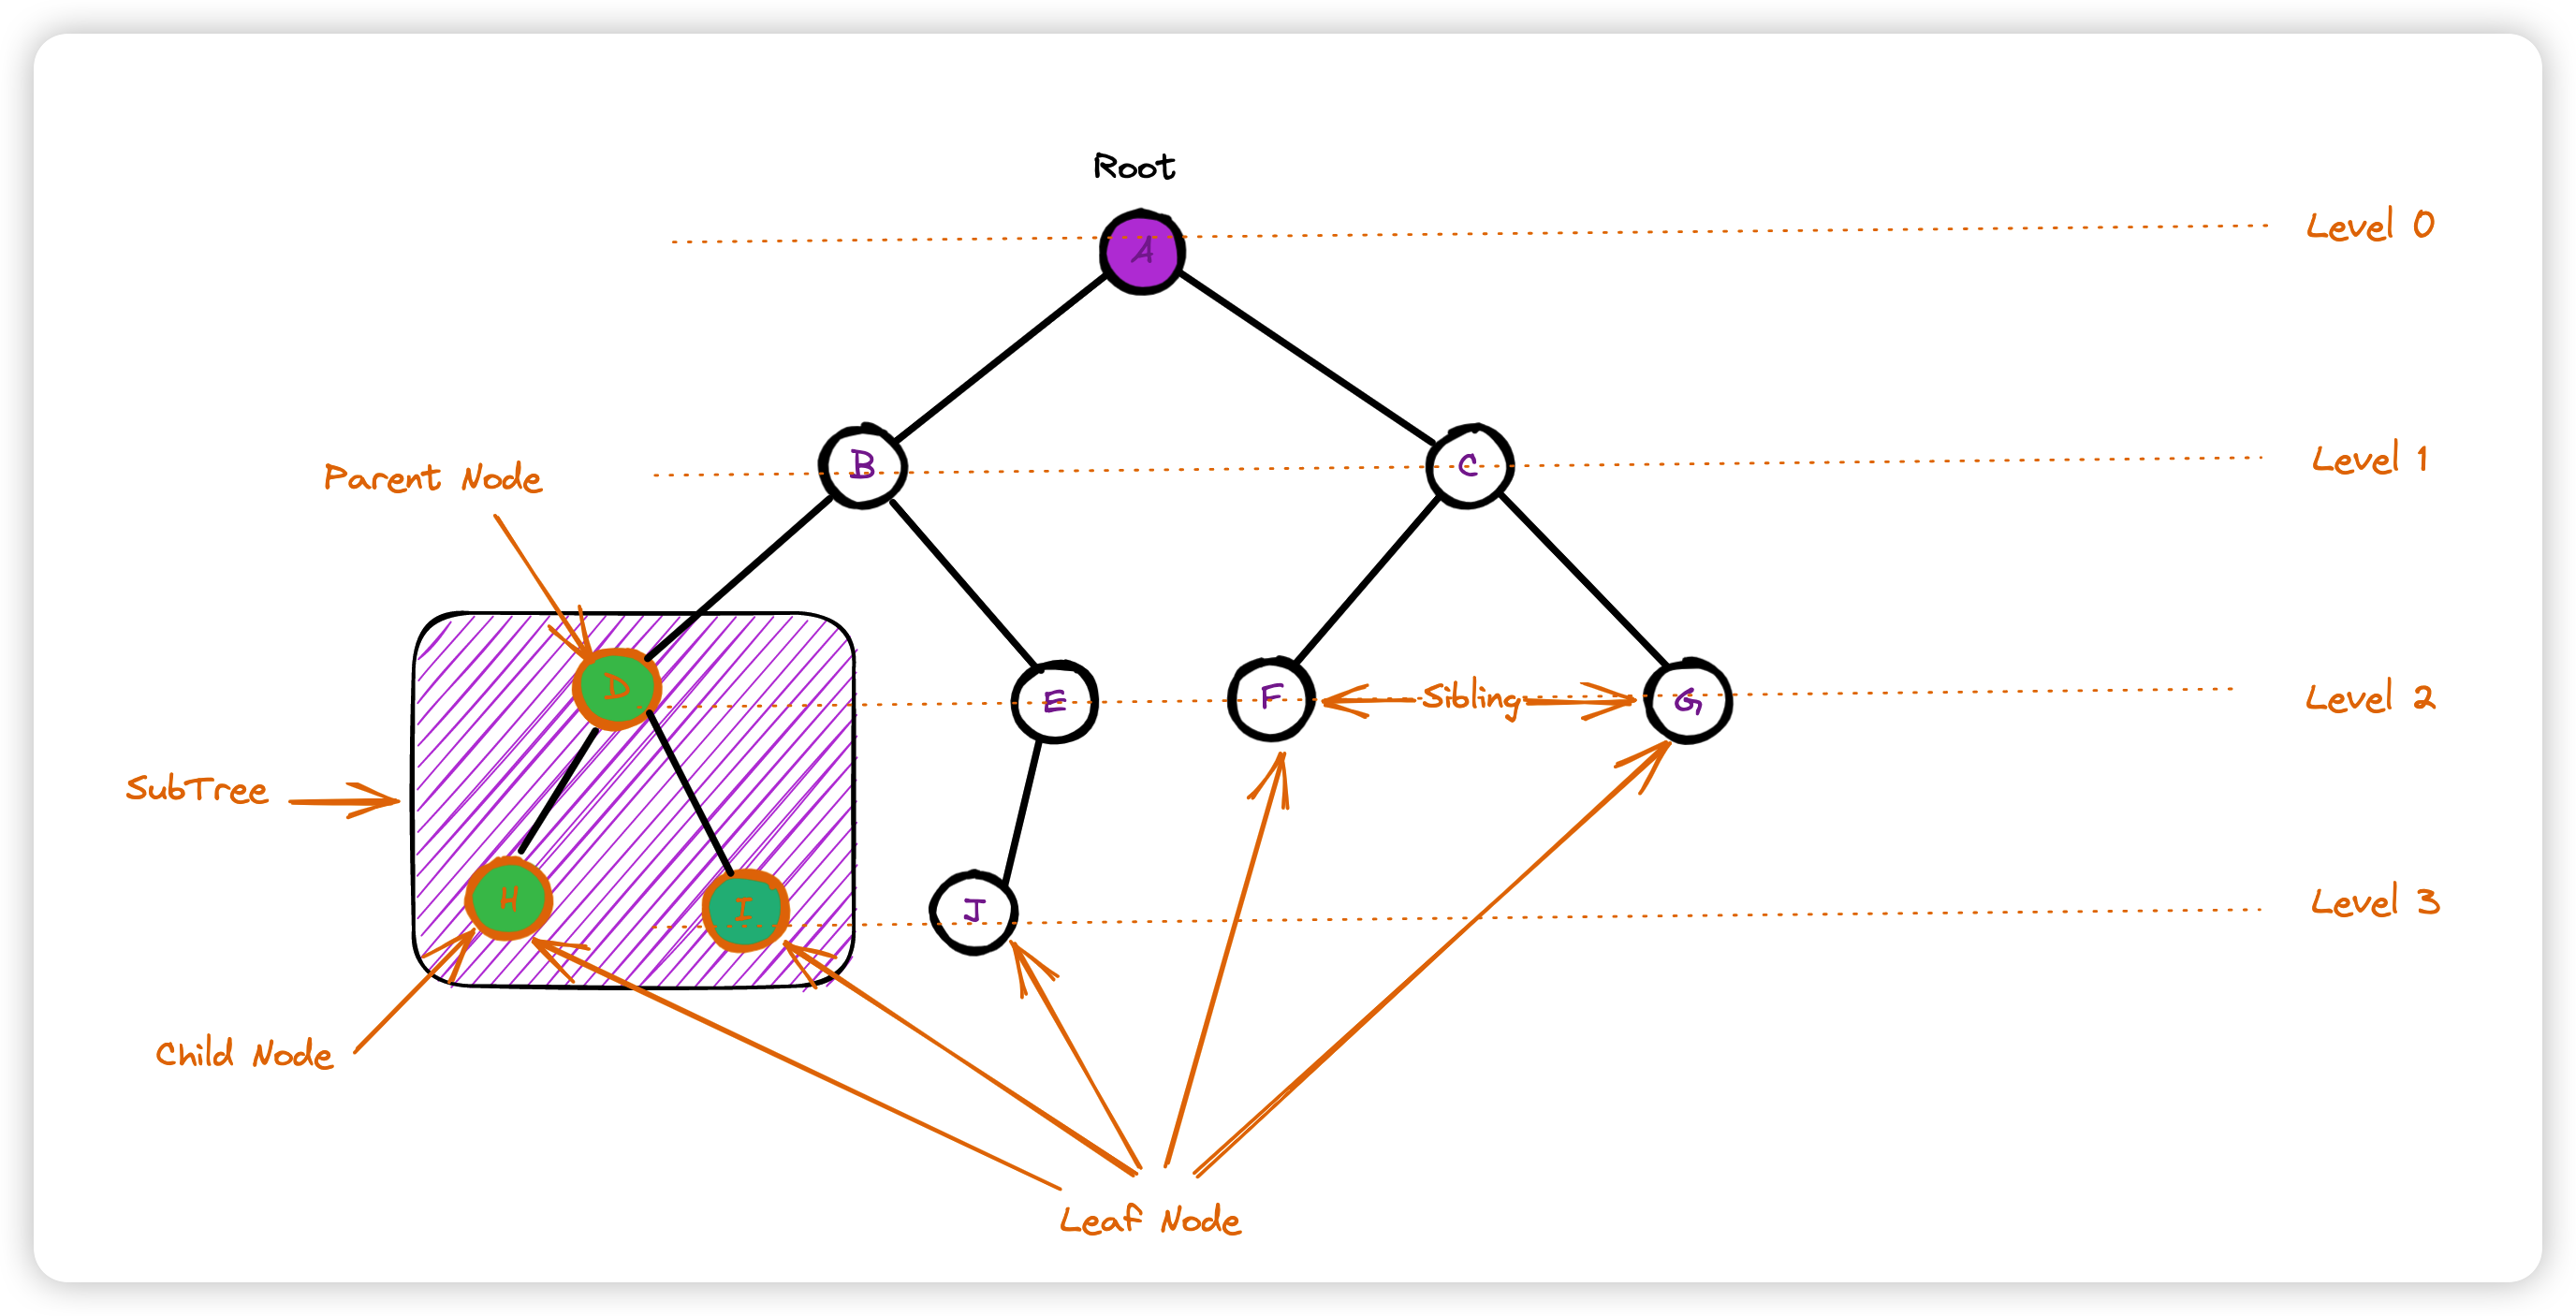 Root
A
Level 0
B
C
Level 1
Parent Node
D
E
F
Sibling
G
Level 2
SubTree
H
I
J
Level 3
Child Node
Leaf Node